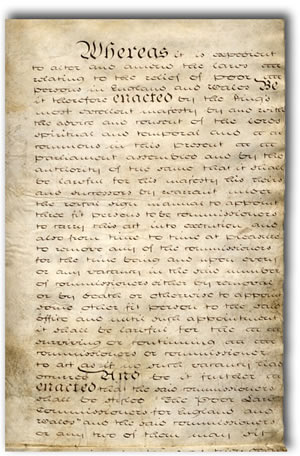 Whereas it is expedient
to alter and amend the laws
relating to the relief of poor
persons in England and Wales Be
it therefore enacted by the King's
most excellent majesty by and with
the advice and consent of the lords
spiritual and temporal and
commons in this present
parliament assembled and by the
authority of the same that it shall
be lawful for his majesty his heirs
and successors by warrant under
the royal sign manual to appoint
three fit persons to be commissioners
to carry this act into execution and
also from time to time at pleasure
to remove any of the commissioners
for the time being and upon every
or any vacancy in the said number
of commissioners either by removal
or by death or otherwise to appoint
some other fit person to the said
office and until such appointment
it shall be lawful for the
surviving or continuing
commissioners or commissioner
to act as if no such vacancy had
occurred And be it further
enacted that the said commissioners
shall be styled "The Poor Law
Commissioners for England and
Wales" and the said commissioners
or any two of them may sit